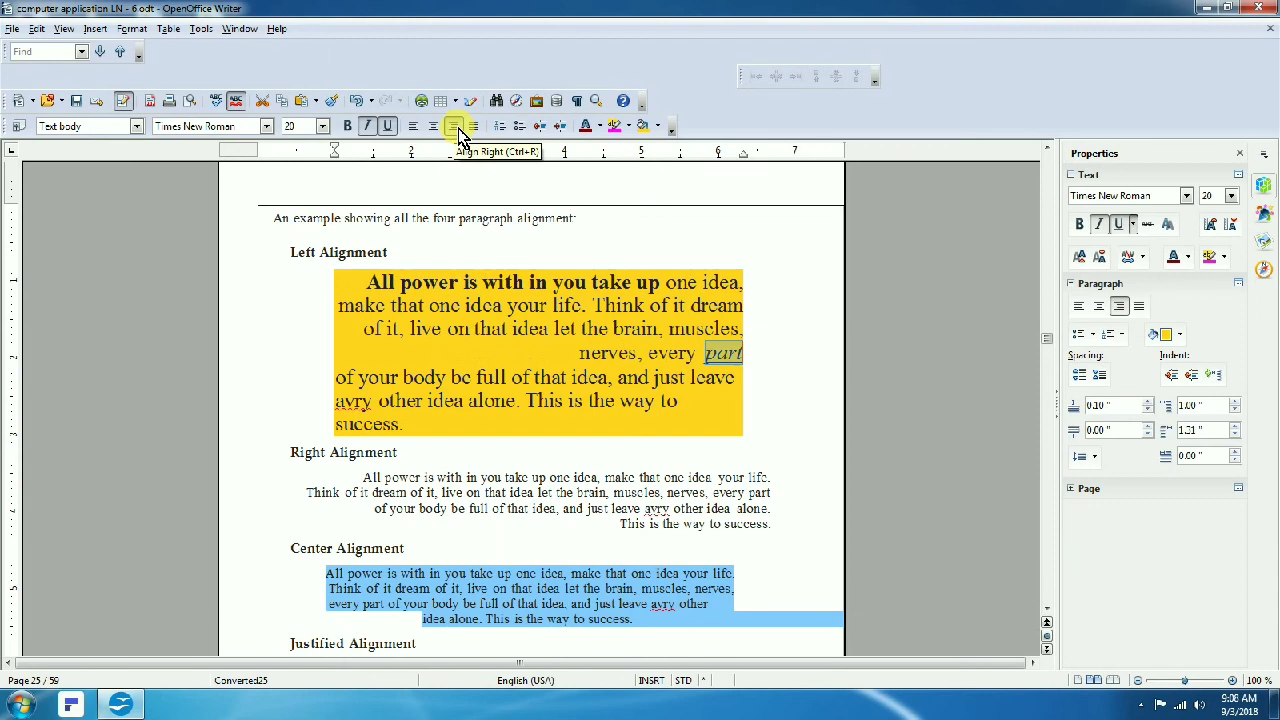 computer application LN - 6 odt - OpenOffice Writer
File Edit View Insert Format Table Tools Window Help
Find
Text body Times New Roman 20 B I U
Align Right (Ctrl+R)
2 4 5 6 7
Properties
Text
Times New Roman 20
B I U
Paragraph
Spacing: Indent:
0.10 " 1.00 "
0.00 " 1.31 "
0.00 "
Page
An example showing all the four paragraph alignment:
Left Alignment
All power is with in you take up one idea,
make that one idea your life. Think of it dream
of it, live on that idea let the brain, muscles,
nerves, every part
of your body be full of that idea, and just leave
avry other idea alone. This is the way to
success.
Right Alignment
All power is with in you take up one idea, make that one idea your life.
Think of it dream of it, live on that idea let the brain, muscles, nerves, every part
of your body be full of that idea, and just leave avry other idea alone.
This is the way to success.
Center Alignment
All power is with in you take up one idea, make that one idea your life.
Think of it dream of it, live on that idea let the brain, muscles, nerves,
every part of your body be full of that idea, and just leave avry other
idea alone. This is the way to success.
Justified Alignment
Page 25 / 59 Converted25 English (USA) INSRT STD * 100 %
9:08 AM
9/3/2018